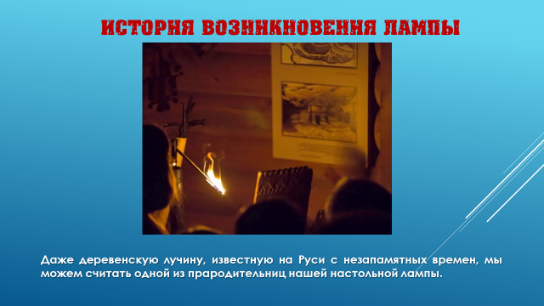 ИСТОРИЯ ВОЗНИКНОВЕНИЯ ЛАМПЫ
Даже деревенскую лучину, известную на Руси с незапамятных времен, мы
можем считать одной из прародительниц нашей настольной лампы.